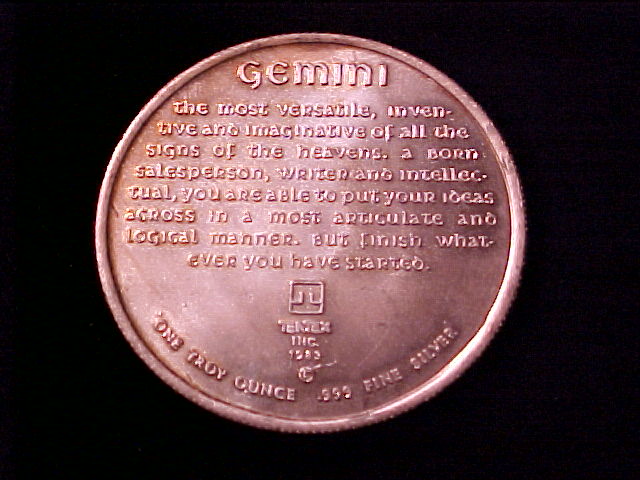 GEMINI
the most versatile, inven-
tive and imaginative of all the
signs of the heavens. a born
salesperson, writer and intellec-
tual, you are able to put your ideas
across in a most articulate and
logical manner. but finish what-
ever you have started.
INC.
1983
ONE TROY OUNCE .999 FINE SILVER